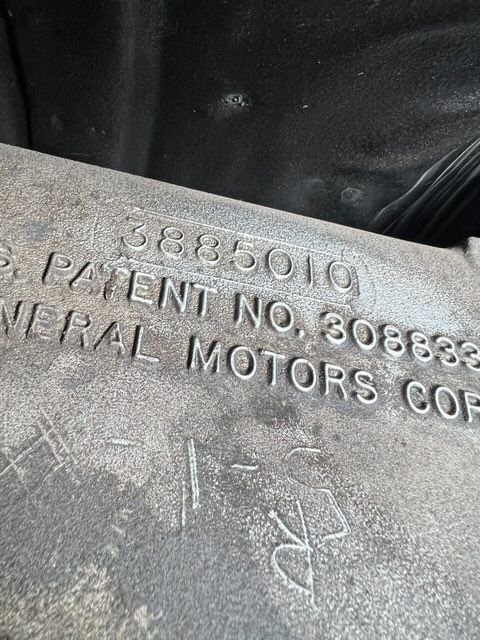 3885010
S. PATENT NO. 308833
NERAL MOTORS COR